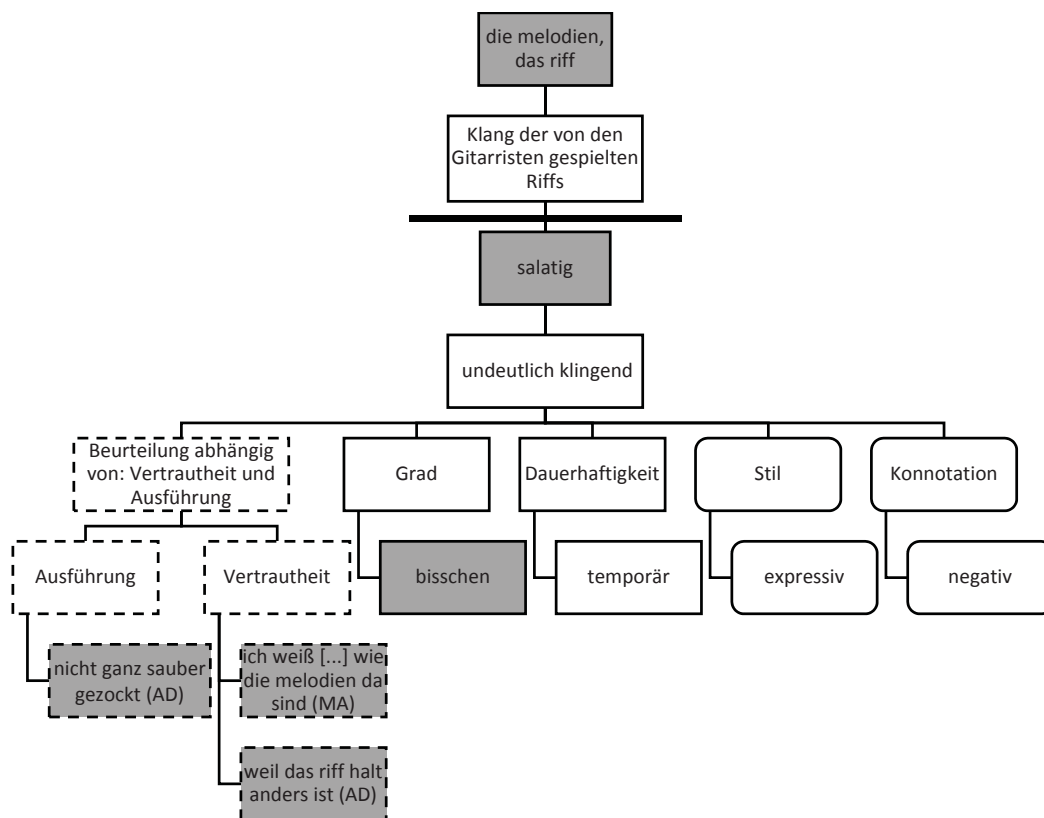 die melodien,
das riff
Klang der von den
Gitarristen gespielten
Riffs
salatig
undeutlich klingend
Beurteilung abhängig
von: Vertrautheit und
Ausführung
Grad
Dauerhaftigkeit
Stil
Konnotation
Ausführung
Vertrautheit
bisschen
temporär
expressiv
negativ
nicht ganz sauber
gezockt (AD)
ich weiß [...] wie
die melodien da
sind (MA)
weil das riff halt
anders ist (AD)